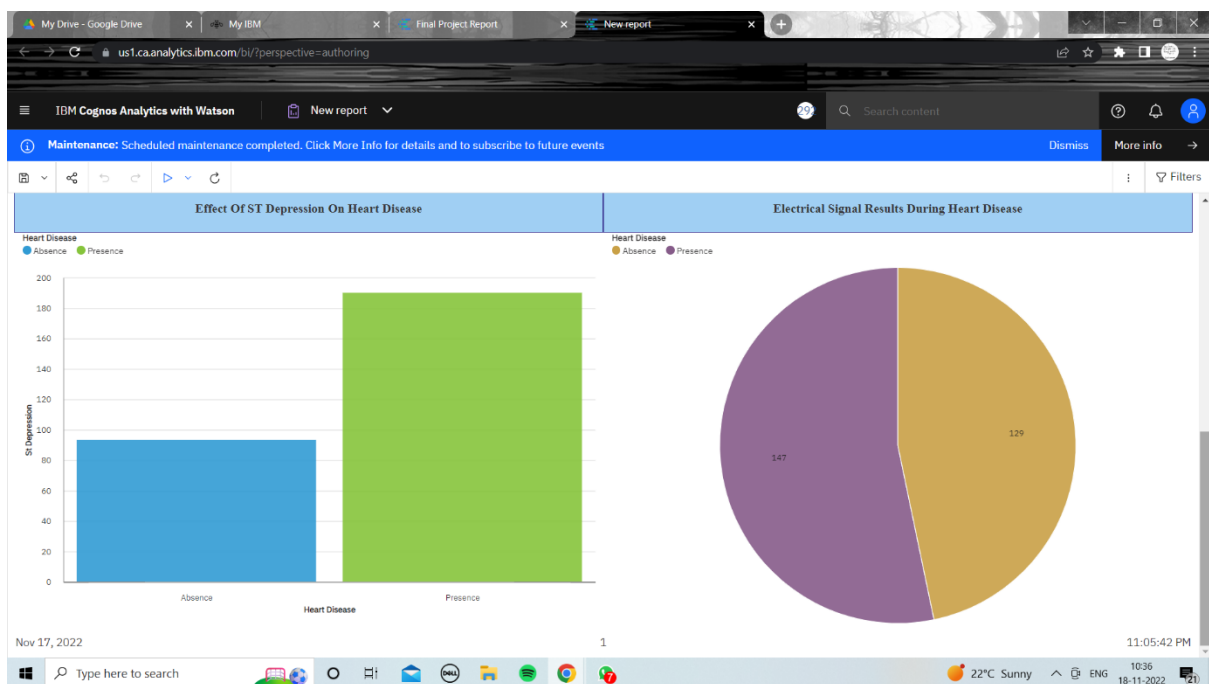 My Drive - Google Drive
My IBM
Final Project Report
New report
us1.ca.analytics.ibm.com/bi/?perspective=authoring
IBM Cognos Analytics with Watson
New report
Search content
Maintenance: Scheduled maintenance completed. Click More Info for details and to subscribe to future events
Dismiss
More info
Filters
Effect Of ST Depression On Heart Disease
Heart Disease
Absence
Presence
200
180
160
140
120
100
80
60
40
20
0
St Depression
Absence
Presence
Heart Disease
Electrical Signal Results During Heart Disease
Heart Disease
Absence
Presence
129
147
Nov 17, 2022
1
11:05:42 PM
Type here to search
DELL
7
22°C Sunny
ENG
10:36
18-11-2022
21